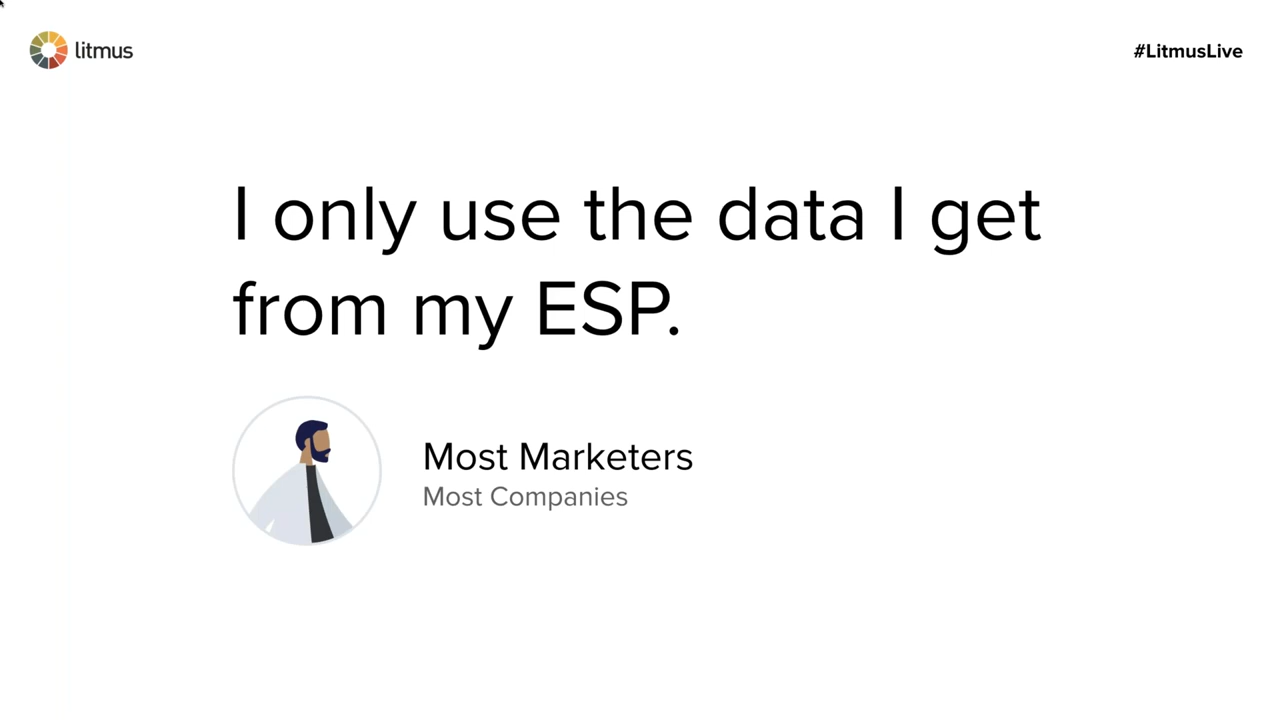 litmus
#LitmusLive
I only use the data I get
from my ESP.
Most Marketers
Most Companies